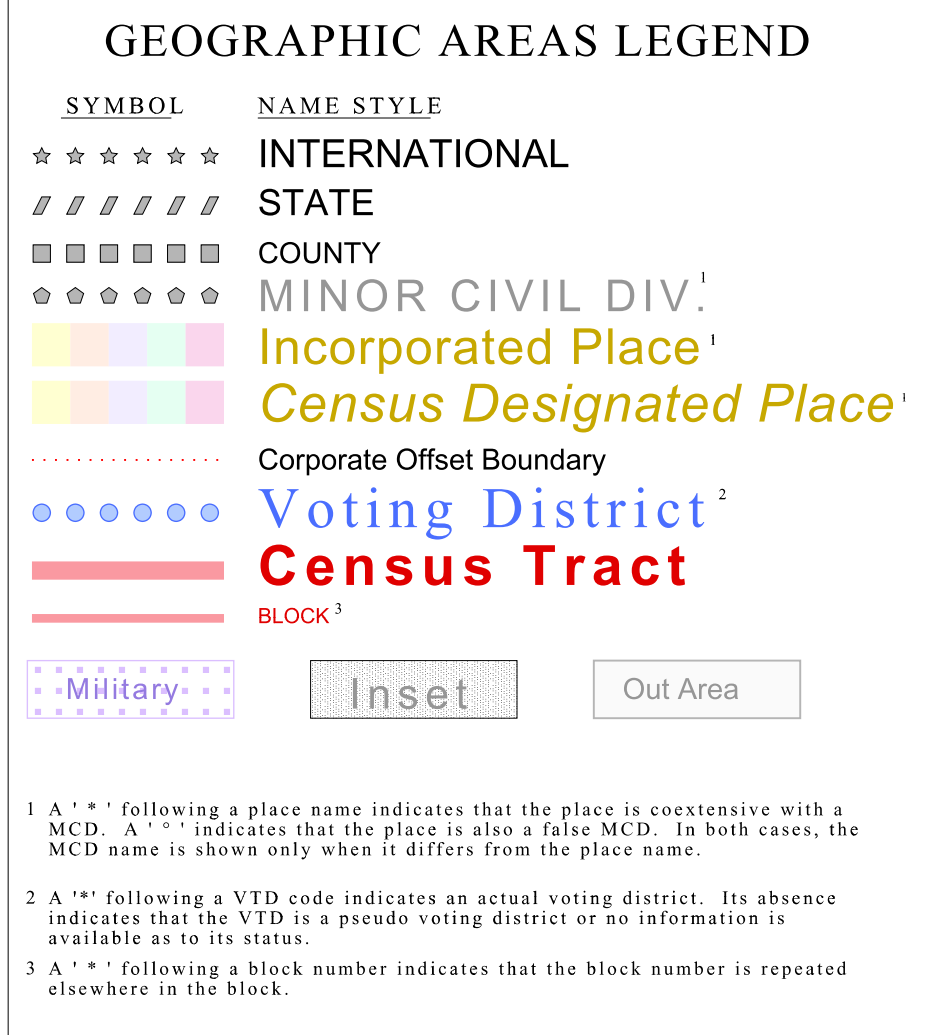 GEOGRAPHIC AREAS LEGEND
SYMBOL NAME STYLE
INTERNATIONAL
STATE
COUNTY
MINOR CIVIL DIV. 1
Incorporated Place 1
Census Designated Place 1
Corporate Offset Boundary
Voting District 2
Census Tract
BLOCK 3
Military Inset Out Area
1 A ' * ' following a place name indicates that the place is coextensive with a
MCD. A ' ° ' indicates that the place is also a false MCD. In both cases, the
MCD name is shown only when it differs from the place name.
2 A '*' following a VTD code indicates an actual voting district. Its absence
indicates that the VTD is a pseudo voting district or no information is
available as to its status.
3 A ' * ' following a block number indicates that the block number is repeated
elsewhere in the block.